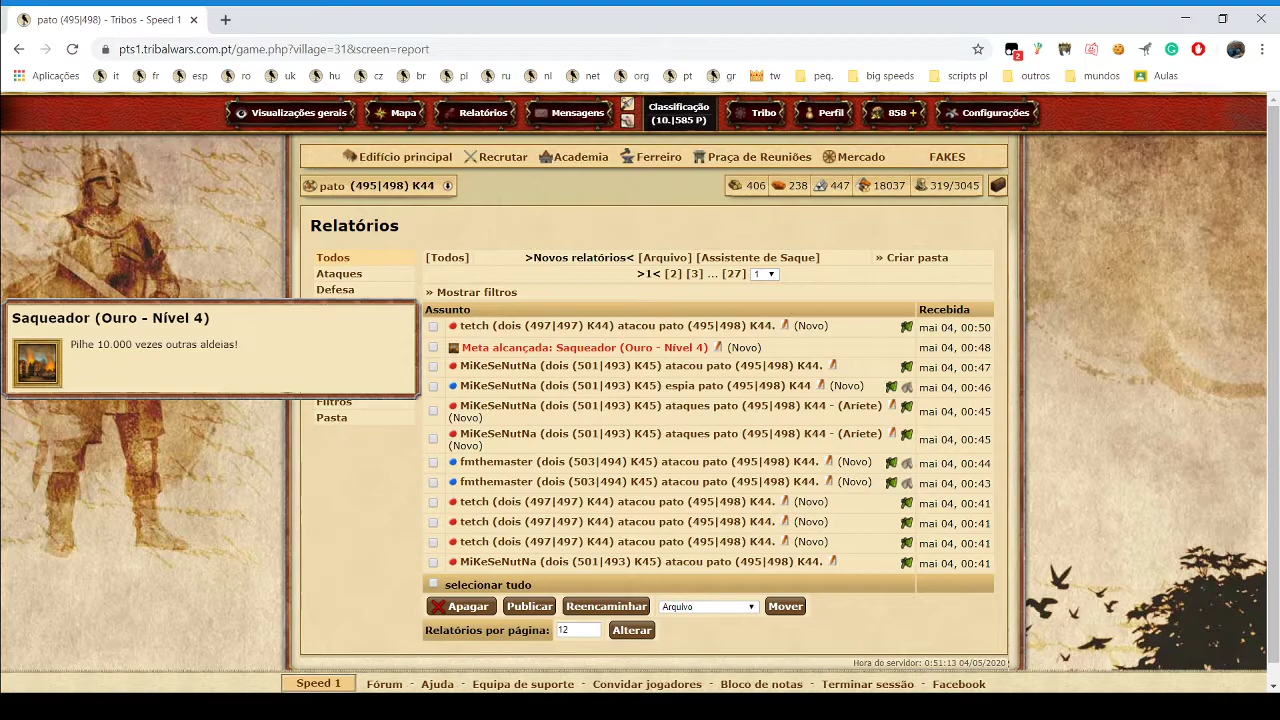 pato (495|498) - Tribos - Speed 1
pts1.tribalwars.com.pt/game.php?village=31&screen=report
2
Aplicações it fr esp ro uk hu cz br pl ru nl net org pt gr tw peq. big speeds scripts pl outros mundos Aulas
Visualizações gerais Mapa Relatórios Mensagens Classificação (10.|585 P) Tribo Perfil 858 + Configurações
Edifício principal Recrutar Academia Ferreiro Praça de Reuniões Mercado FAKES
pato (495|498) K44 406 238 447 18037 319/3045
Relatórios
Todos
Ataques
Defesa
Saqueador (Ouro - Nível 4)
Pilhe 10.000 vezes outras aldeias!
Filtros
Pasta
[Todos] >Novos relatórios< [Arquivo] [Assistente de Saque] » Criar pasta
>1< [2] [3] ... [27] 1
» Mostrar filtros
Assunto Recebida
tetch (dois (497|497) K44) atacou pato (495|498) K44. (Novo) mai 04, 00:50
Meta alcançada: Saqueador (Ouro - Nível 4) (Novo) mai 04, 00:48
MiKeSeNutNa (dois (501|493) K45) atacou pato (495|498) K44. mai 04, 00:47
MiKeSeNutNa (dois (501|493) K45) espia pato (495|498) K44 (Novo) mai 04, 00:46
MiKeSeNutNa (dois (501|493) K45) ataques pato (495|498) K44 - (Aríete) (Novo) mai 04, 00:45
MiKeSeNutNa (dois (501|493) K45) ataques pato (495|498) K44 - (Aríete) (Novo) mai 04, 00:45
fmthemaster (dois (503|494) K45) atacou pato (495|498) K44. (Novo) mai 04, 00:44
fmthemaster (dois (503|494) K45) atacou pato (495|498) K44. (Novo) mai 04, 00:43
tetch (dois (497|497) K44) atacou pato (495|498) K44. (Novo) mai 04, 00:41
tetch (dois (497|497) K44) atacou pato (495|498) K44. (Novo) mai 04, 00:41
tetch (dois (497|497) K44) atacou pato (495|498) K44. (Novo) mai 04, 00:41
MiKeSeNutNa (dois (501|493) K45) atacou pato (495|498) K44. mai 04, 00:41
selecionar tudo
Apagar Publicar Reencaminhar Arquivo Mover
Relatórios por página: 12 Alterar
Hora do servidor: 0:51:13 04/05/2020
Speed 1 Fórum - Ajuda - Equipa de suporte - Convidar jogadores - Bloco de notas - Terminar sessão - Facebook